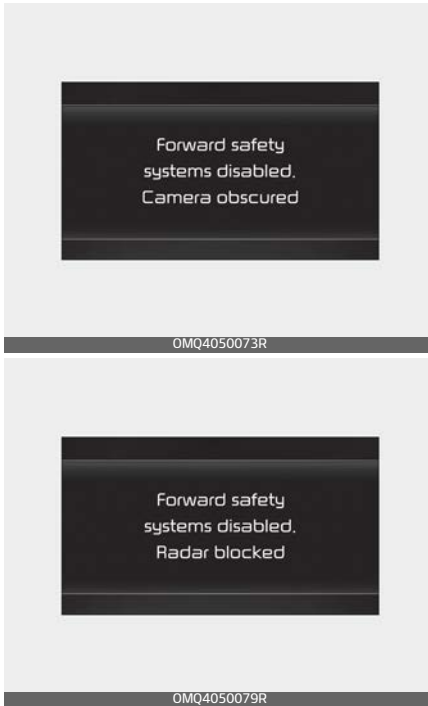 Forward safety
systems disabled.
Camera obscured
OMQ4050073R
Forward safety
systems disabled.
Radar blocked
OMQ4050079R